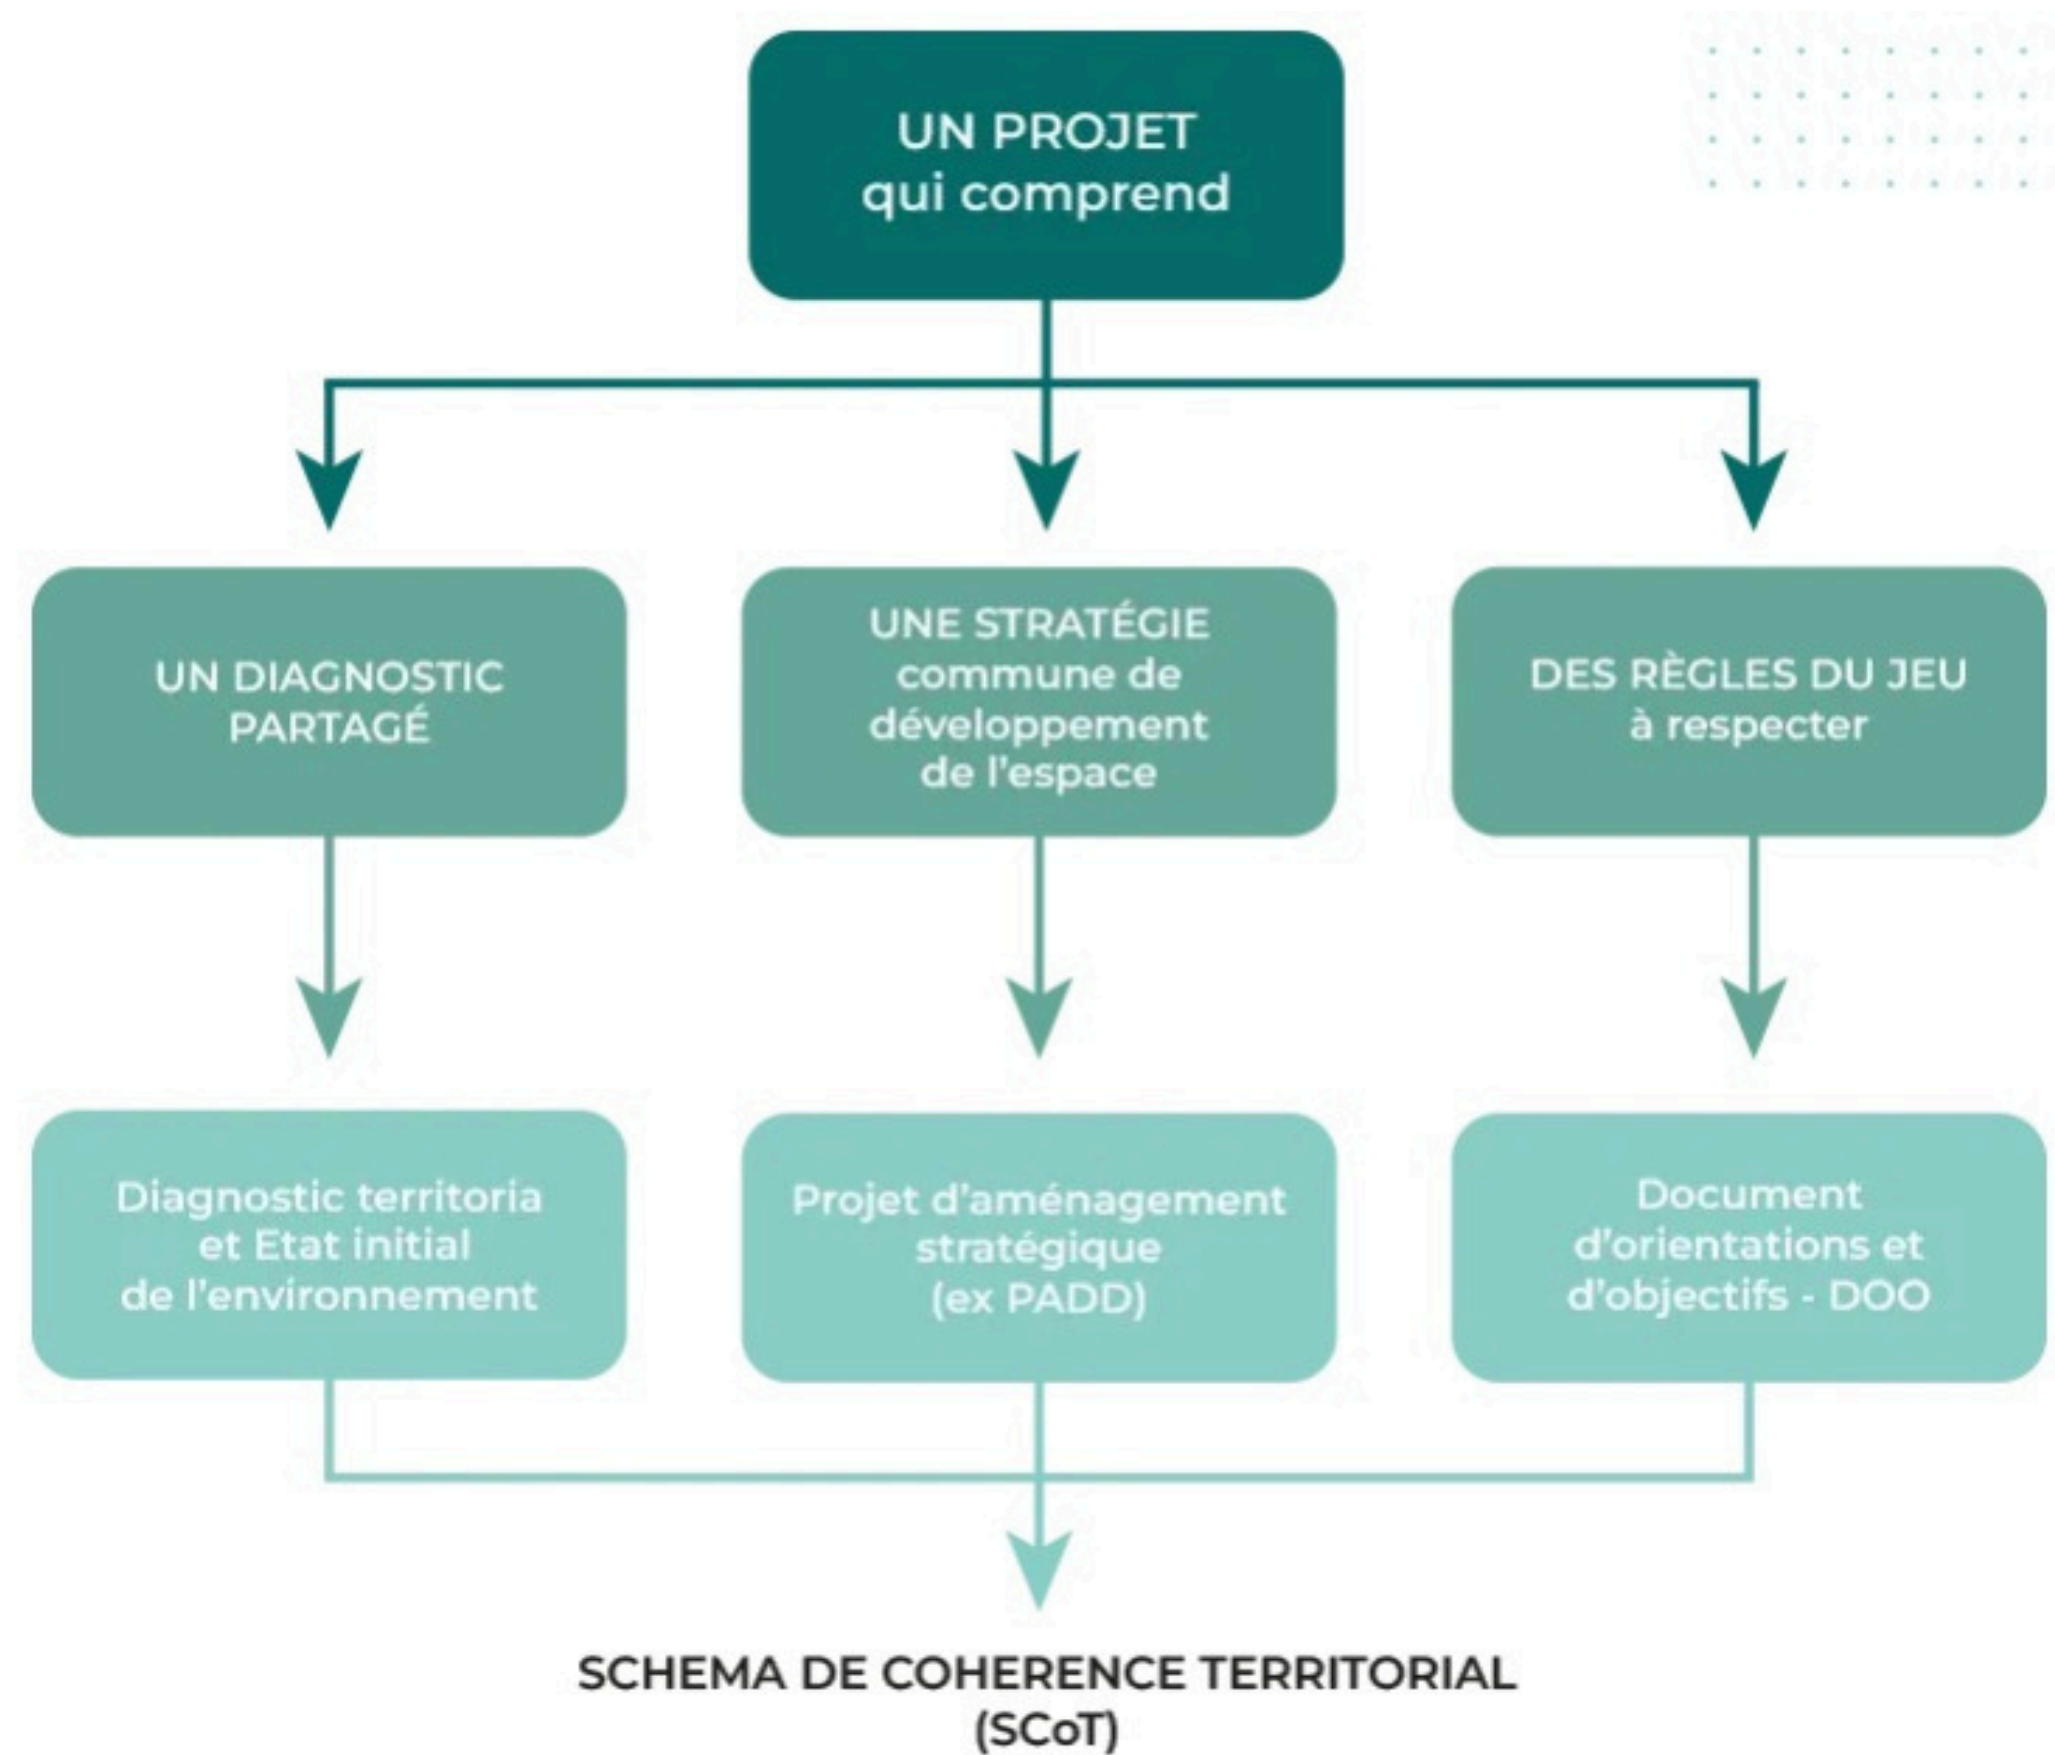 UN PROJET
qui comprend
UN DIAGNOSTIC
PARTAGÉ
UNE STRATÉGIE
commune de
développement
de l'espace
DES RÈGLES DU JEU
à respecter
Diagnostic territoria
et Etat initial
de l'environnement
Projet d'aménagement
stratégique
(ex PADD)
Document
d'orientations et
d'objectifs - DOO
SCHEMA DE COHERENCE TERRITORIAL
(SCoT)